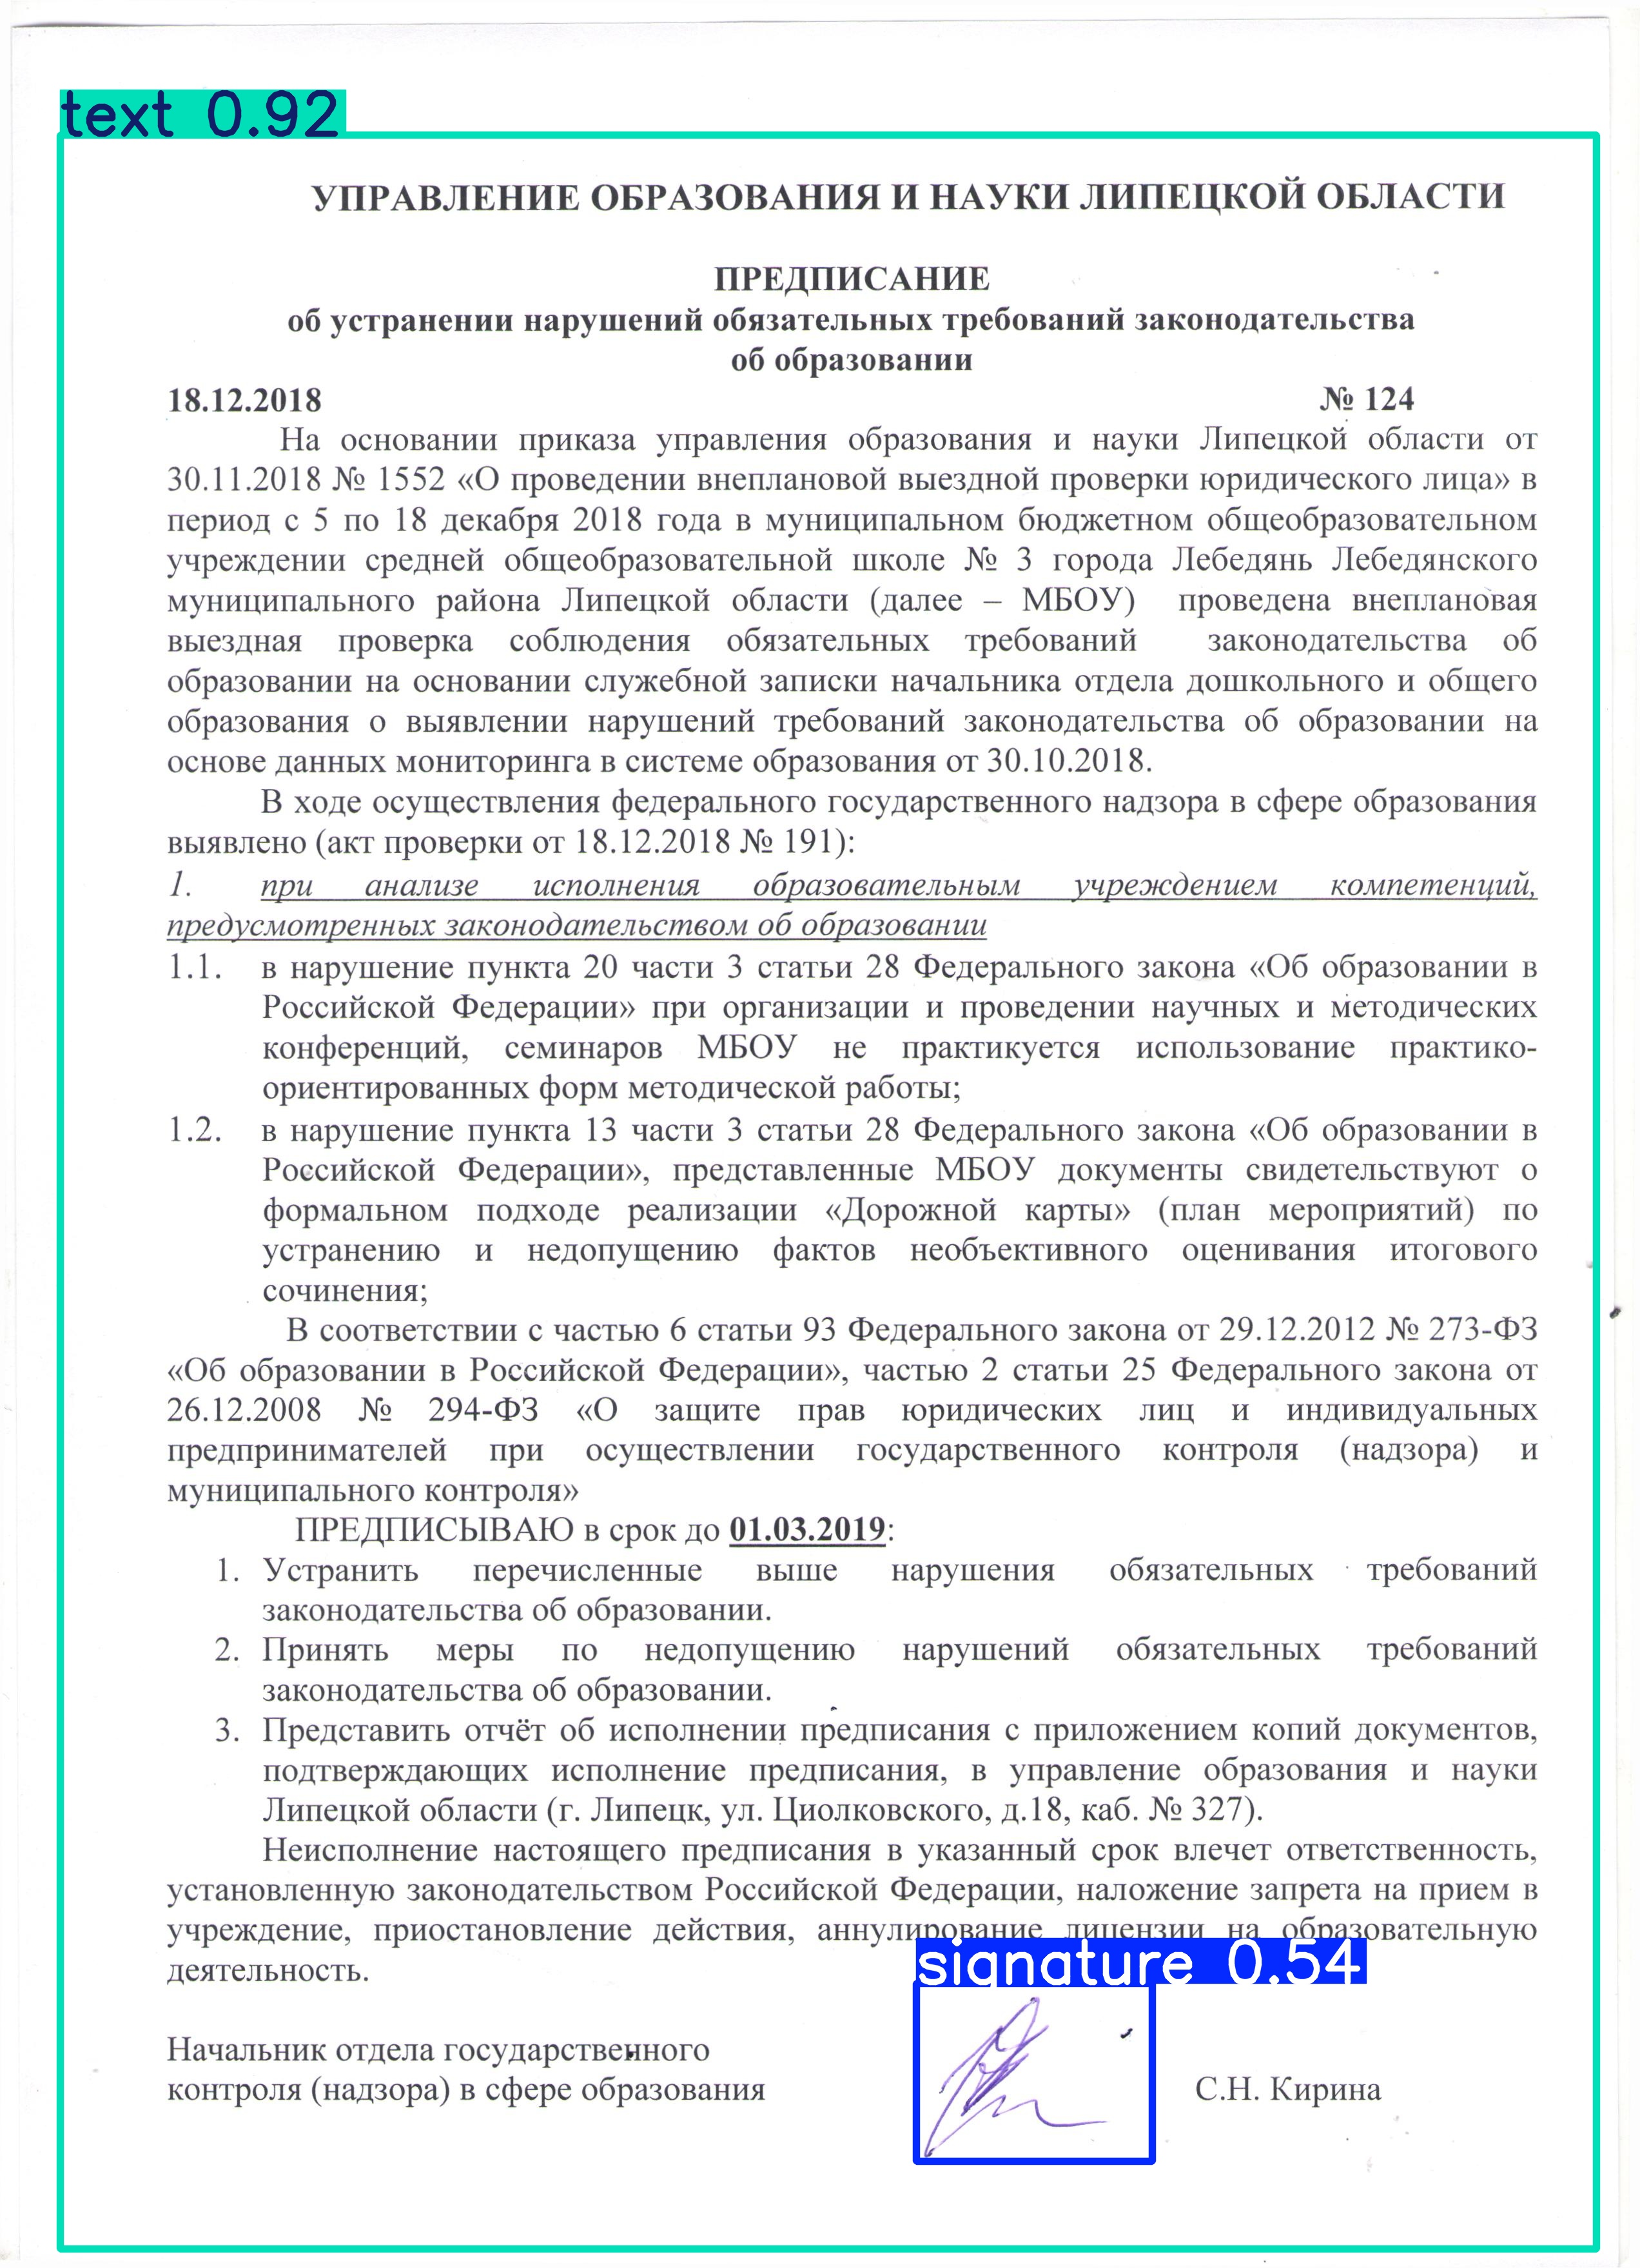 text 0.92
УПРАВЛЕНИЕ ОБРАЗОВАНИЯ И НАУКИ ЛИПЕЦКОЙ ОБЛАСТИ
ПРЕДПИСАНИЕ
об устранении нарушений обязательных требований законодательства
об образовании
18.12.2018 № 124
На основании приказа управления образования и науки Липецкой области от
30.11.2018 № 1552 «О проведении внеплановой выездной проверки юридического лица» в
период с 5 по 18 декабря 2018 года в муниципальном бюджетном общеобразовательном
учреждении средней общеобразовательной школе № 3 города Лебедянь Лебедянского
муниципального района Липецкой области (далее – МБОУ) проведена внеплановая
выездная проверка соблюдения обязательных требований законодательства об
образовании на основании служебной записки начальника отдела дошкольного и общего
образования о выявлении нарушений требований законодательства об образовании на
основе данных мониторинга в системе образования от 30.10.2018.
В ходе осуществления федерального государственного надзора в сфере образования
выявлено (акт проверки от 18.12.2018 № 191):
1. при анализе исполнения образовательным учреждением компетенций,
предусмотренных законодательством об образовании
1.1. в нарушение пункта 20 части 3 статьи 28 Федерального закона «Об образовании в
Российской Федерации» при организации и проведении научных и методических
конференций, семинаров МБОУ не практикуется использование практико-
ориентированных форм методической работы;
1.2. в нарушение пункта 13 части 3 статьи 28 Федерального закона «Об образовании в
Российской Федерации», представленные МБОУ документы свидетельствуют о
формальном подходе реализации «Дорожной карты» (план мероприятий) по
устранению и недопущению фактов необъективного оценивания итогового
сочинения;
В соответствии с частью 6 статьи 93 Федерального закона от 29.12.2012 № 273-ФЗ
«Об образовании в Российской Федерации», частью 2 статьи 25 Федерального закона от
26.12.2008 № 294-ФЗ «О защите прав юридических лиц и индивидуальных
предпринимателей при осуществлении государственного контроля (надзора) и
муниципального контроля»
ПРЕДПИСЫВАЮ в срок до 01.03.2019:
1. Устранить перечисленные выше нарушения обязательных требований
законодательства об образовании.
2. Принять меры по недопущению нарушений обязательных требований
законодательства об образовании.
3. Представить отчёт об исполнении предписания с приложением копий документов,
подтверждающих исполнение предписания, в управление образования и науки
Липецкой области (г. Липецк, ул. Циолковского, д.18, каб. № 327).
Неисполнение настоящего предписания в указанный срок влечет ответственность,
установленную законодательством Российской Федерации, наложение запрета на прием в
учреждение, приостановление действия, аннулирование лицензии на образовательную
деятельность.
signature 0.54
Начальник отдела государственного
контроля (надзора) в сфере образования С.Н. Кирина